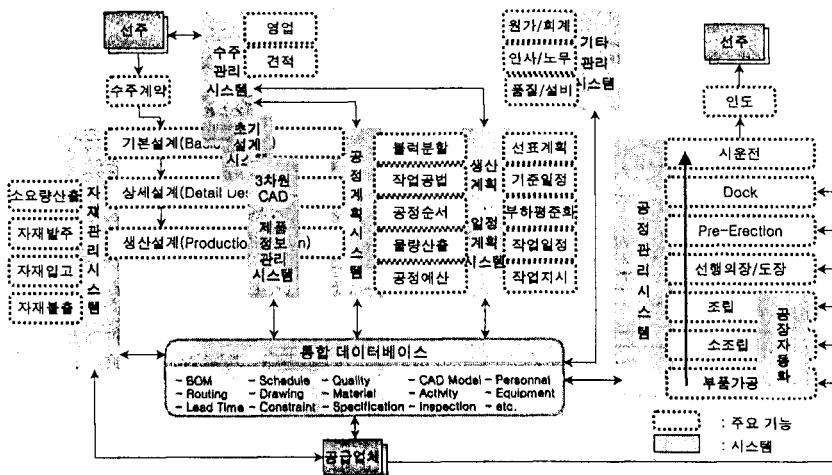 선주
수주계약
수주
관리
시스템
영업
견적
원가/회계
인사/노무
품질/설비
기타
관리
시스템
선주
인도
기본설계(Bas
초기
설계
시스템
상세설계(Detail De
생산설계(Production
3차원
CAD
제품
정보
관리
시스템
소요량산출
자재발주
자재입고
자재불출
자재관리시스템
공정계획시스템
블럭분할
작업공법
공정순서
물량산출
공정예산
생산
계획
일정
계획
시스템
선표계획
기준일정
부하평준화
작업일정
작업지시
공정관리시스템
시운전
Dock
Pre-Erection
선행의장/도장
조립
소조립
부품가공
공장자동화
통합 데이터베이스
- BOM - Schedule - Quality - CAD Model - Personnal
- Routing - Drawing - Material - Activity - Equipment
- Lead Time - Constraint - Specification - Inspection - etc.
공급업체
: 주요 기능
: 시스템